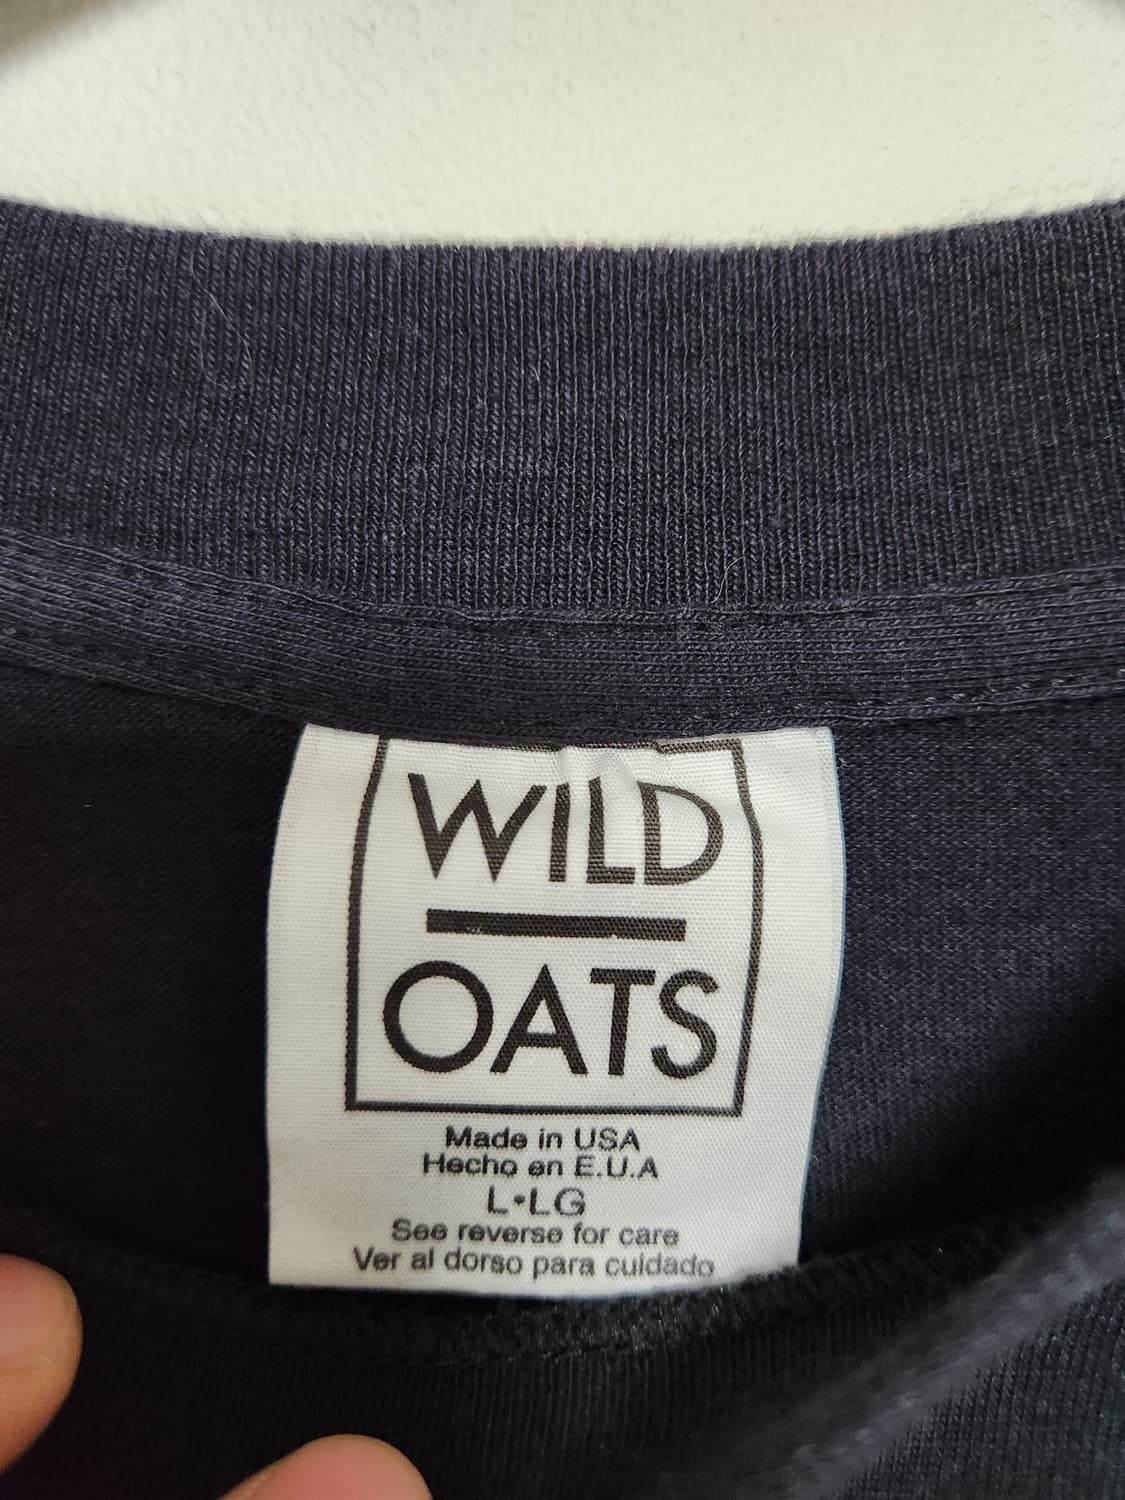 WILD
OATS
Made in USA
Hecho en E.U.A
L•LG
See reverse for care
Ver al dorso para cuidado